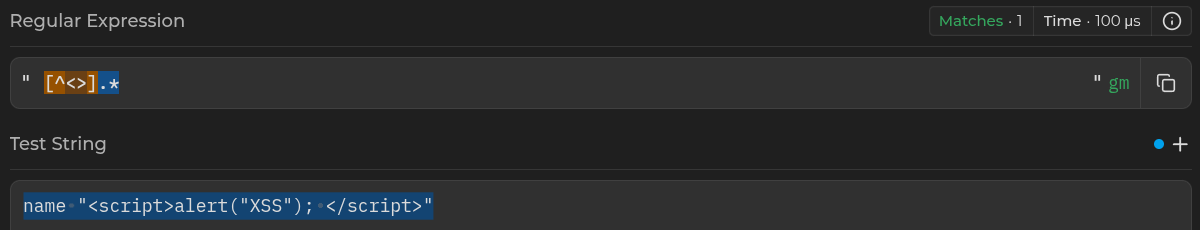 Regular Expression
Matches · 1 Time · 100 µs
" [^<>].* " gm
Test String
name·"<script>alert("XSS");·</script>"